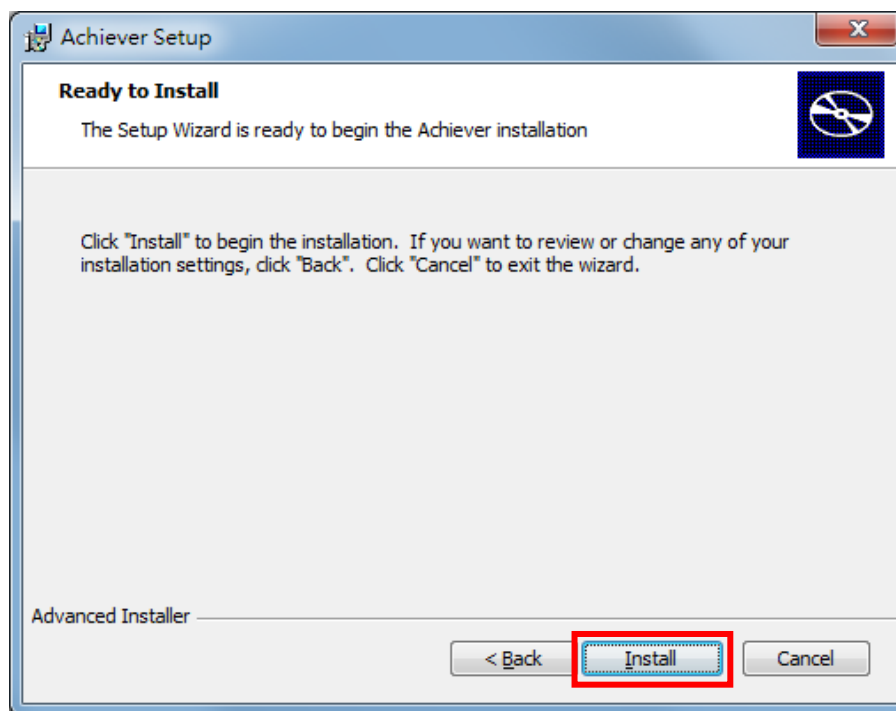 Achiever Setup
Ready to Install
The Setup Wizard is ready to begin the Achiever installation
Click "Install" to begin the installation.  If you want to review or change any of your
installation settings, click "Back".  Click "Cancel" to exit the wizard.
Advanced Installer
< Back Install Cancel